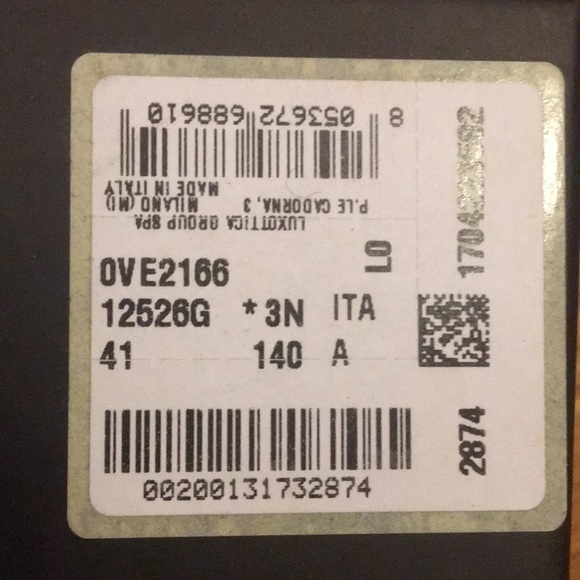 LUXOTTICA GROUP SPA
P.LE CADORNA, 3 MILANO (MI)
MADE IN ITALY
8 053672 688610
LO
0VE2166
12526G *3N ITA
41 140 A
00200131732874
2874